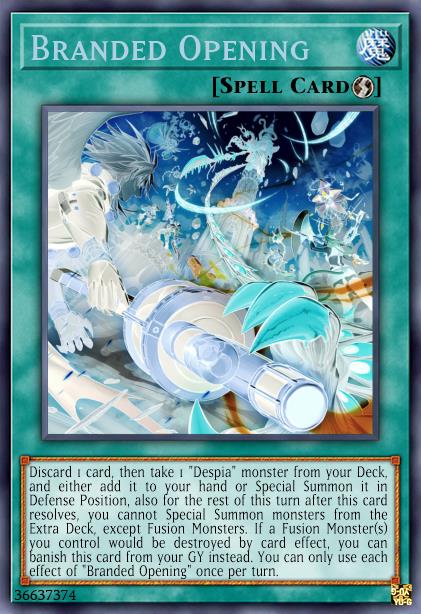 BRANDED OPENING
魔
[SPELL CARD]
Discard 1 card, then take 1 "Despia" monster from your Deck,
and either add it to your hand or Special Summon it in
Defense Position, also for the rest of this turn after this card
resolves, you cannot Special Summon monsters from the
Extra Deck, except Fusion Monsters. If a Fusion Monster(s)
you control would be destroyed by card effect, you can
banish this card from your GY instead. You can only use each
effect of "Branded Opening" once per turn.
36637374